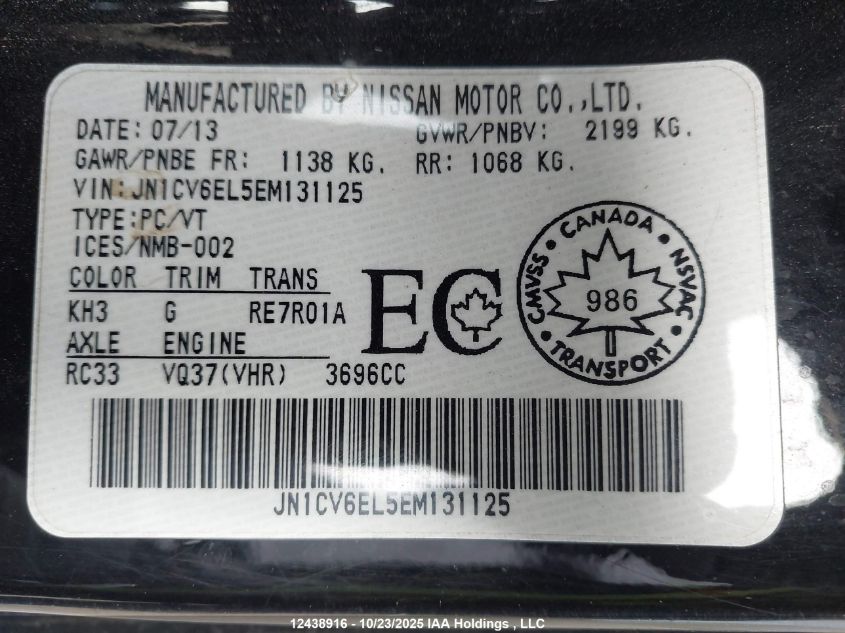 MANUFACTURED BY NISSAN MOTOR CO.,LTD.
DATE: 07/13 GVWR/PNBV: 2199 KG.
GAWR/PNBE FR: 1138 KG. RR: 1068 KG.
VIN:JN1CV6EL5EM131125
TYPE:PC/VT
ICES/NMB-002
COLOR TRIM TRANS
KH3 G RE7R01A
AXLE ENGINE
RC33 VQ37(VHR) 3696CC
EC
CANADA
CMVSS
NSVAC
986
TRANSPORT
JN1CV6EL5EM131125
12438916 - 10/23/2025 IAA Holdings , LLC